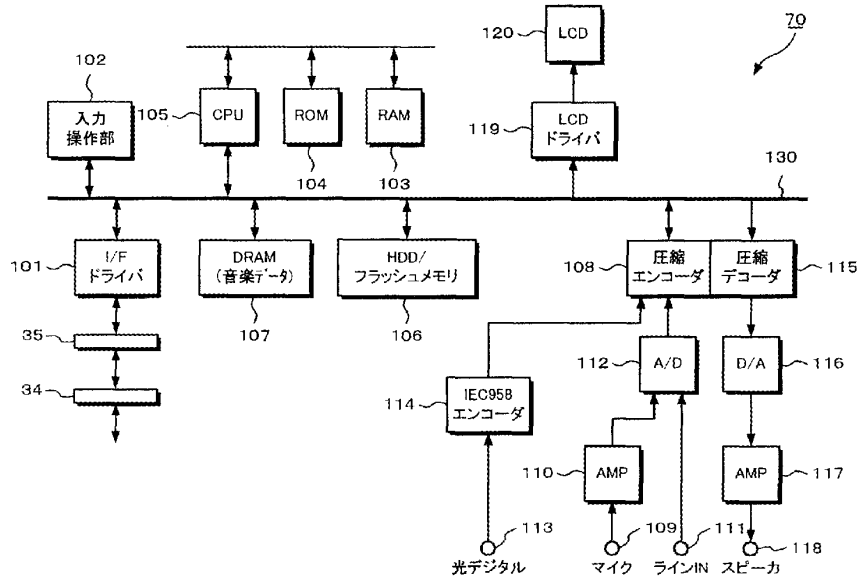 70
120
LCD
102
105
CPU
ROM
RAM
119
LCD
ドライバ
入力
操作部
104
103
130
101
I/F
ドライバ
DRAM
(音楽データ)
HDD/
フラッシュメモリ
108
圧縮
エンコーダ
圧縮
デコーダ
115
107
106
35
112
A/D
D/A
116
34
114
IEC958
エンコーダ
110
AMP
AMP
117
113
109
111
118
光デジタル
マイク
ラインIN
スピーカ